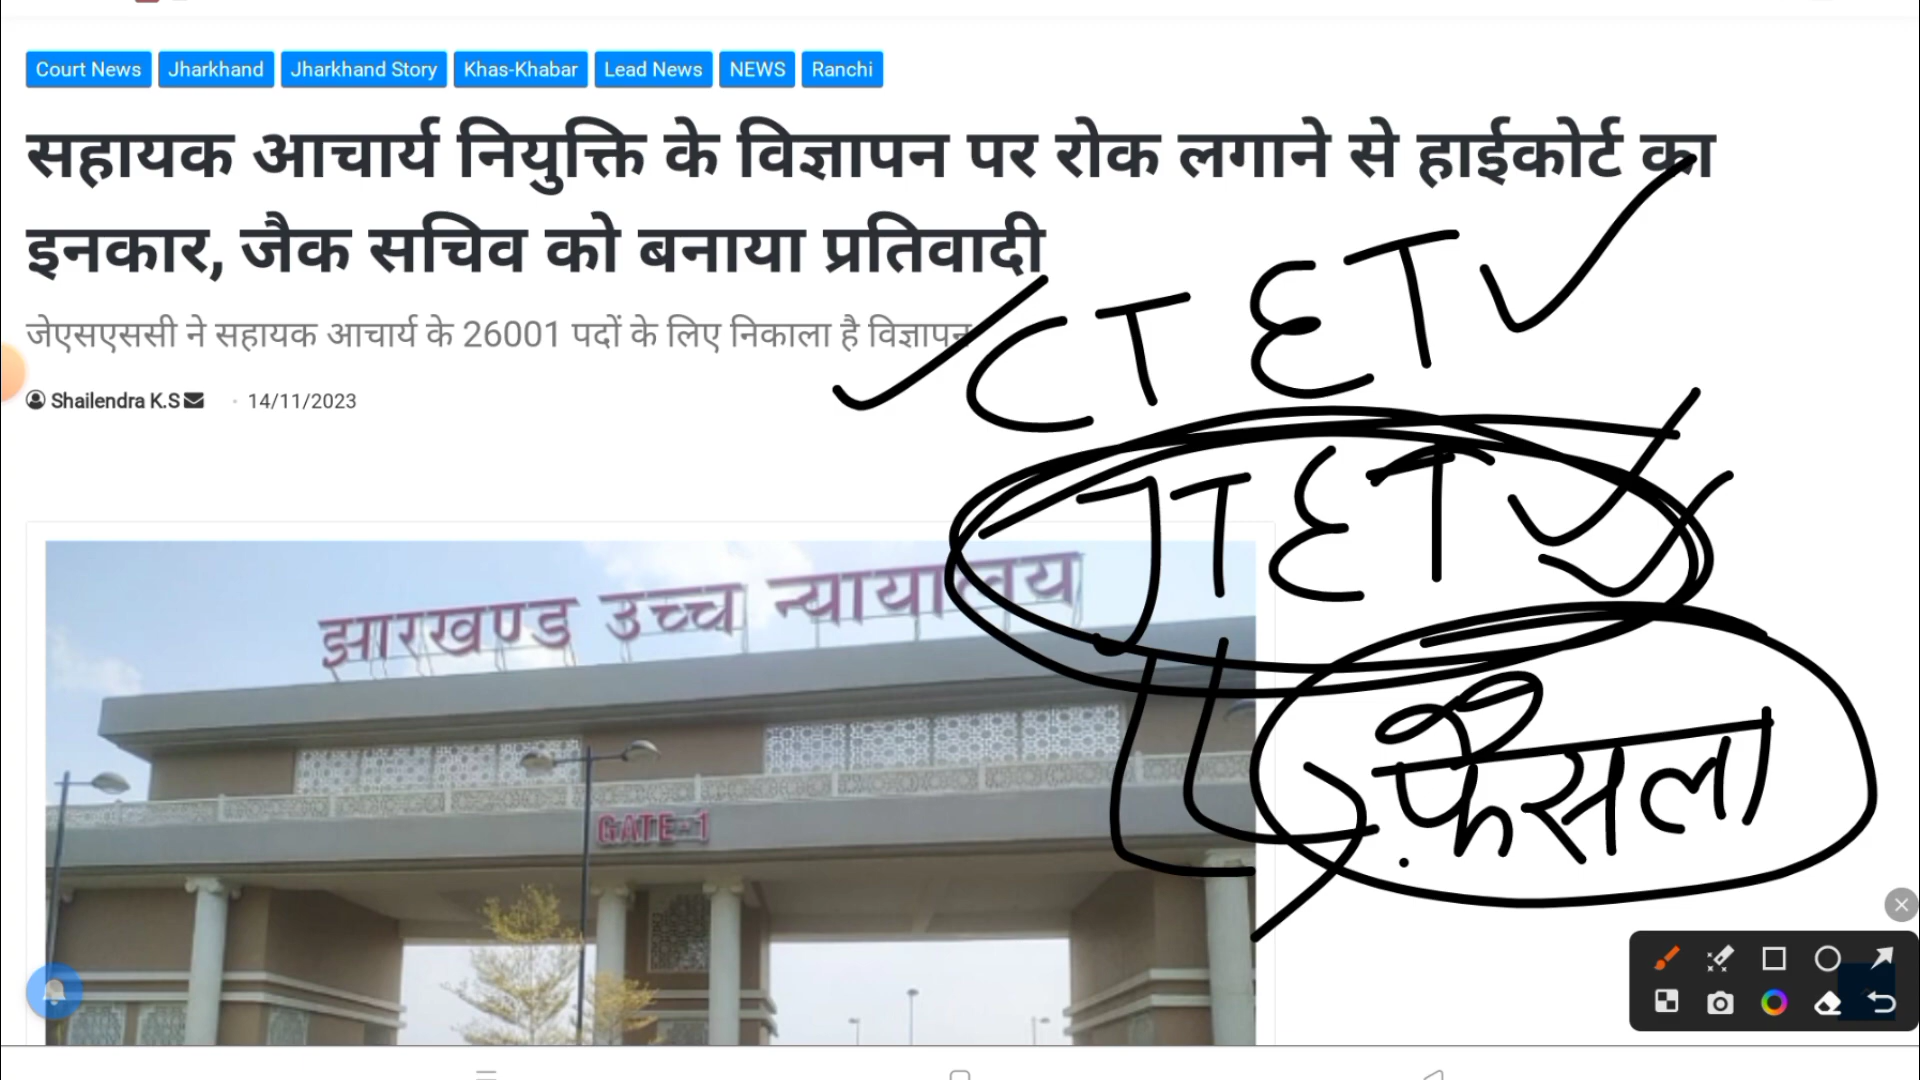 Court News Jharkhand Jharkhand Story Khas-Khabar Lead News NEWS Ranchi
सहायक आचार्य नियुक्ति के विज्ञापन पर रोक लगाने से हाईकोर्ट का
इनकार, जैक सचिव को बनाया प्रतिवादी
जेएसएससी ने सहायक आचार्य के 26001 पदों के लिए निकाला है विज्ञापन
Shailendra K.S 14/11/2023
CTET
JTET
झारखण्ड उच्च न्यायालय
फैसला
GATE-1